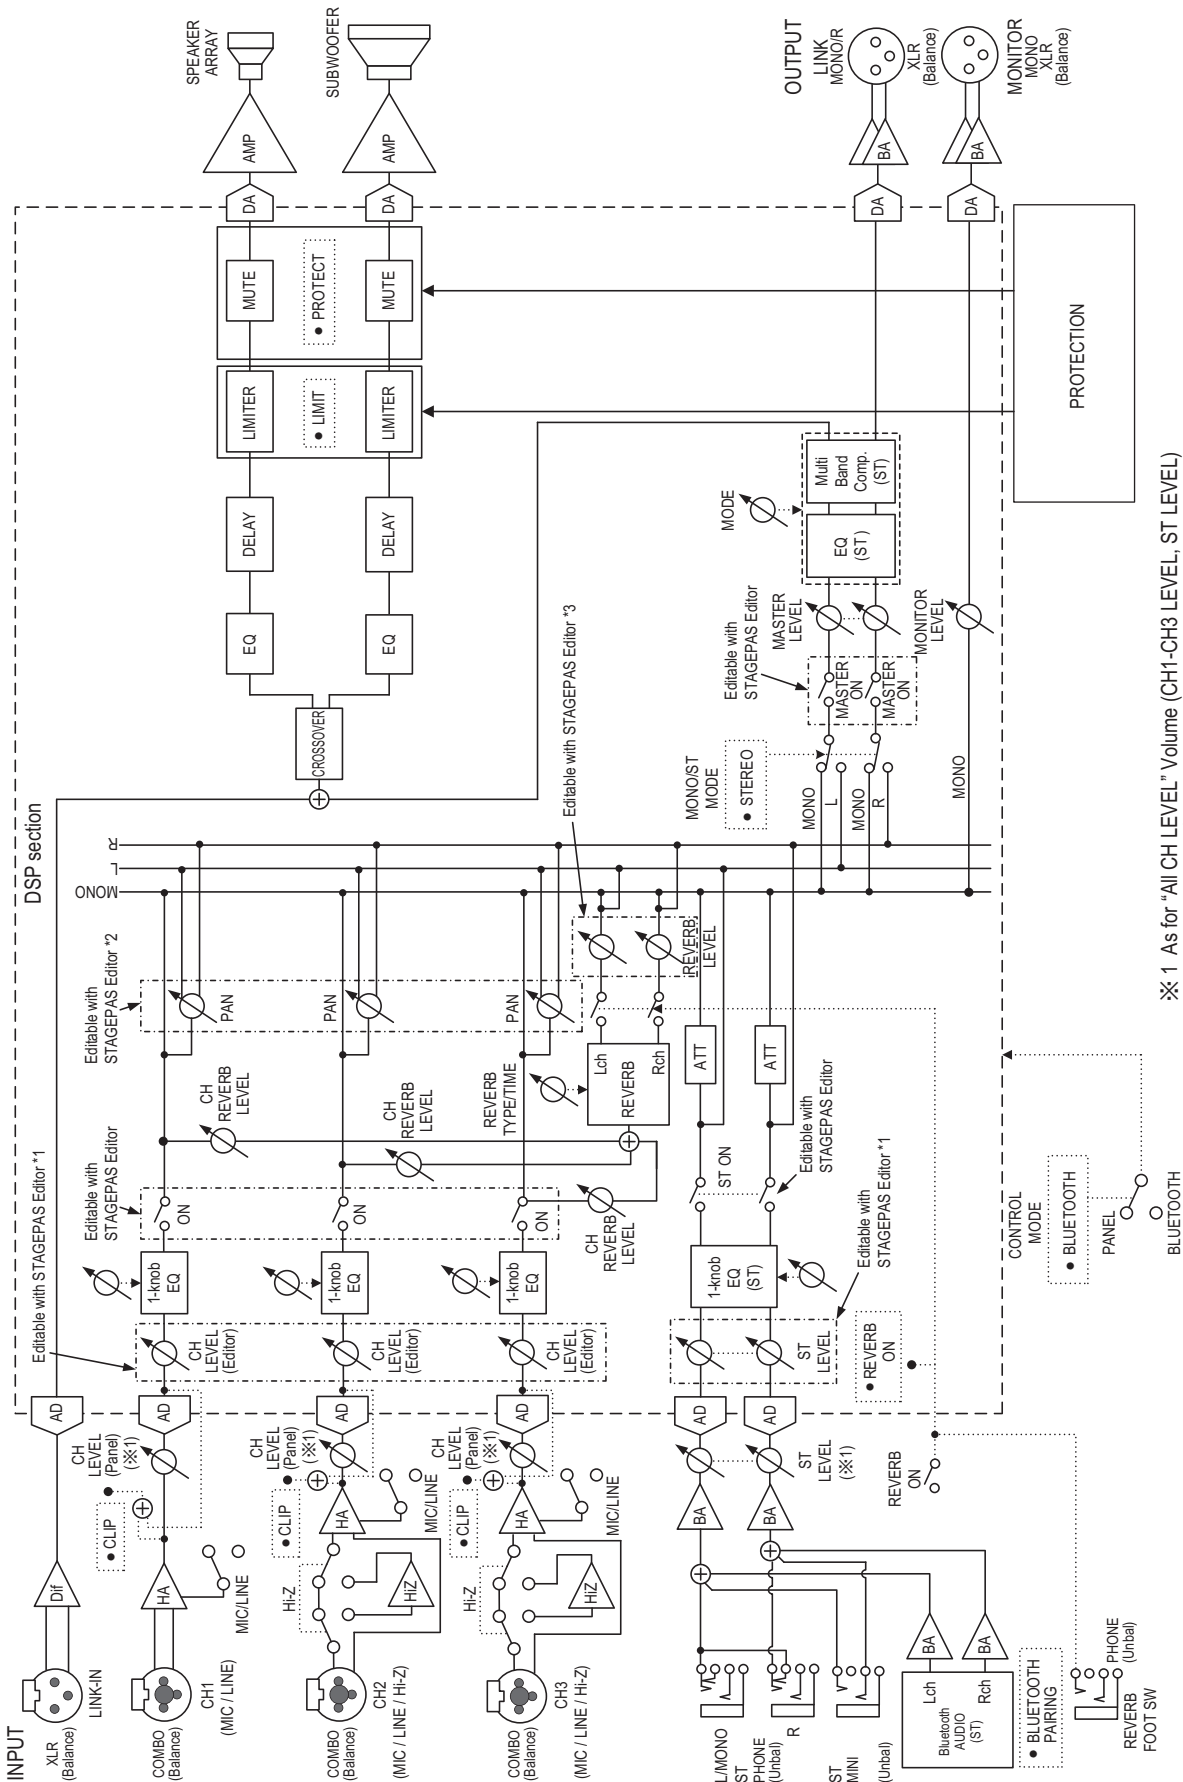 INPUT
XLR
(Balance)
LINK-IN
Dif
AD
COMBO
(Balance)
CH1
(MIC / LINE)
HA
MIC/LINE
CLIP
CH
LEVEL
(Panel)
(※1)
AD
COMBO
(Balance)
CH2
(MIC / LINE / Hi-Z)
Hi-Z
HiZ
HA
MIC/LINE
CLIP
CH
LEVEL
(Panel)
(※1)
AD
COMBO
(Balance)
CH3
(MIC / LINE / Hi-Z)
Hi-Z
HiZ
HA
MIC/LINE
CLIP
CH
LEVEL
(Panel)
(※1)
AD
L/MONO
ST
PHONE
(Unbal)
R
ST
MINI
(Unbal)
Bluetooth
AUDIO
(ST)
Lch
Rch
BA
BA
BLUETOOTH
PAIRING
REVERB
FOOT SW
PHONE
(Unbal)
BA
BA
ST
LEVEL
(※1)
AD
AD
REVERB
ON
REVERB
ON
DSP section
Editable with STAGEPAS Editor *1
CH
LEVEL
(Editor)
CH
LEVEL
(Editor)
CH
LEVEL
(Editor)
1-knob
EQ
1-knob
EQ
1-knob
EQ
Editable with
STAGEPAS Editor
ON
ON
ON
CH
REVERB
LEVEL
CH
REVERB
LEVEL
CH
REVERB
LEVEL
Editable with
STAGEPAS Editor *2
PAN
PAN
PAN
REVERB
TYPE/TIME
REVERB
Lch
Rch
REVERB
LEVEL
Editable with STAGEPAS Editor *3
ST
LEVEL
Editable with
STAGEPAS Editor *1
1-knob
EQ
(ST)
ST ON
Editable with
STAGEPAS Editor
ATT
ATT
MONO
L
R
CONTROL
MODE
BLUETOOTH
PANEL
BLUETOOTH
MONO/ST
MODE
STEREO
MONO
L
MONO
R
MONO
Editable with
STAGEPAS Editor
MASTER
ON
MASTER
ON
MASTER
LEVEL
MONITOR
LEVEL
MODE
EQ
(ST )
Multi
Band
Comp.
(ST)
CROSSOVER
EQ
EQ
DELAY
DELAY
LIMITER
LIMIT
LIMITER
MUTE
PROTECT
MUTE
PROTECTION
DA
DA
DA
DA
AMP
AMP
BA
BA
SPEAKER
ARRAY
SUBWOOFER
OUTPUT
LINK
MONO/R
XLR
(Balance)
MONITOR
MONO
XLR
(Balance)
※ 1 As for “All CH LEVEL” Volume (CH1-CH3 LEVEL, ST LEVEL)